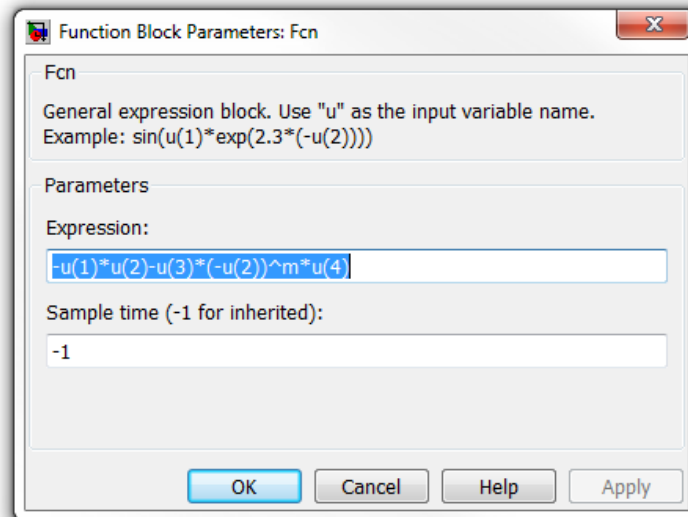 Function Block Parameters: Fcn
Fcn
General expression block. Use "u" as the input variable name.
Example: sin(u(1)*exp(2.3*(-u(2))))
Parameters
Expression:
-u(1)*u(2)-u(3)*(-u(2))^m*u(4)
Sample time (-1 for inherited):
-1
OK Cancel Help Apply